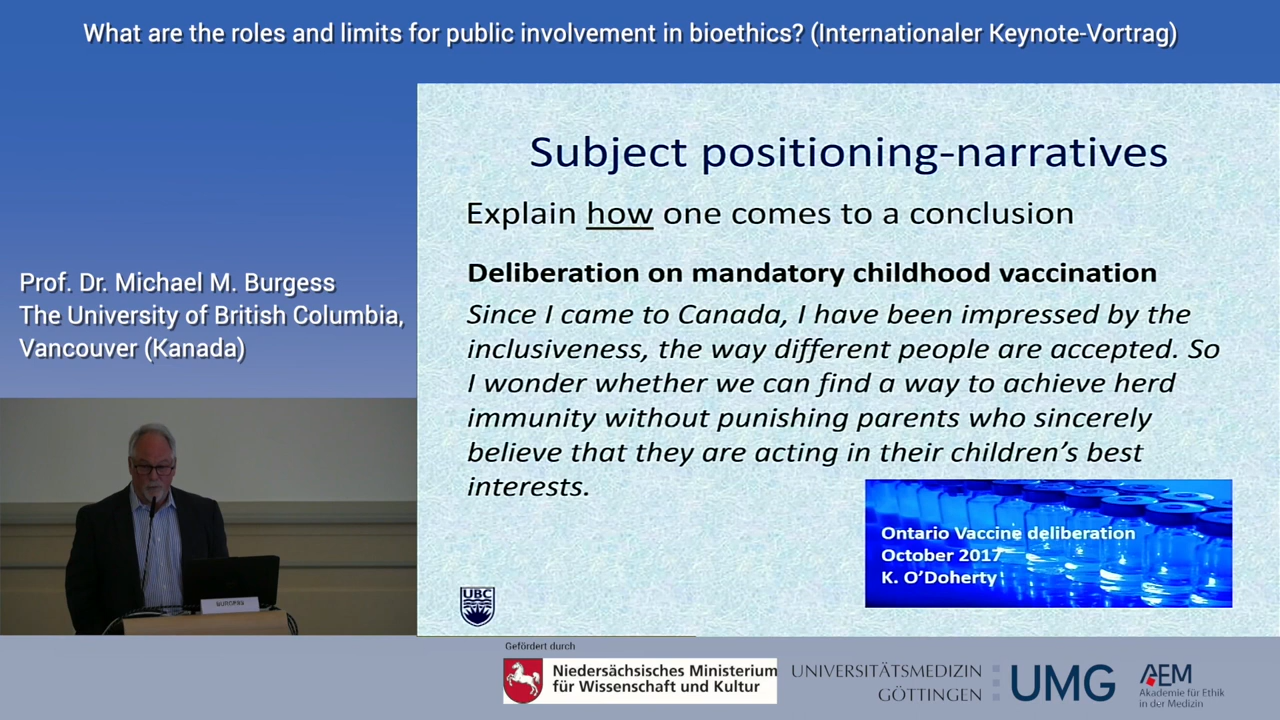 What are the roles and limits for public involvement in bioethics? (Internationaler Keynote-Vortrag)
Prof. Dr. Michael M. Burgess
The University of British Columbia,
Vancouver (Kanada)
BURGESS
Subject positioning-narratives
Explain how one comes to a conclusion
Deliberation on mandatory childhood vaccination
Since I came to Canada, I have been impressed by the
inclusiveness, the way different people are accepted. So
I wonder whether we can find a way to achieve herd
immunity without punishing parents who sincerely
believe that they are acting in their children's best
interests.
Ontario Vaccine deliberation
October 2017
K. O'Doherty
UBC
Gefördert durch
Niedersächsisches Ministerium
für Wissenschaft und Kultur
UNIVERSITÄTSMEDIZIN
GÖTTINGEN
UMG
AEM
Akademie für Ethik
in der Medizin